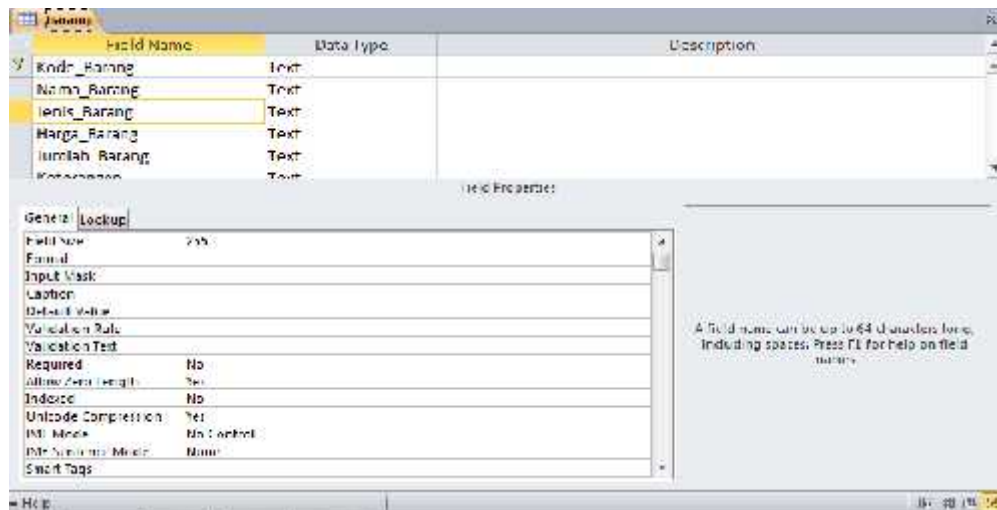 Barang
Field Name Data Type Description
Kode_Barang Text
Nama_Barang Text
Jenis_Barang Text
Harga_Barang Text
Jumlah_Barang Text
Keterangan Text
Field Properties
General Lookup
Field Size 255
Format
Input Mask
Caption
Default Value
Validation Rule
Validation Text
Required No
Allow Zero Length Yes
Indexed No
Unicode Compression Yes
IME Mode No Control
IME Sentence Mode None
Smart Tags
A field name can be up to 64 characters long,
including spaces. Press F1 for help on field
names.
= Help